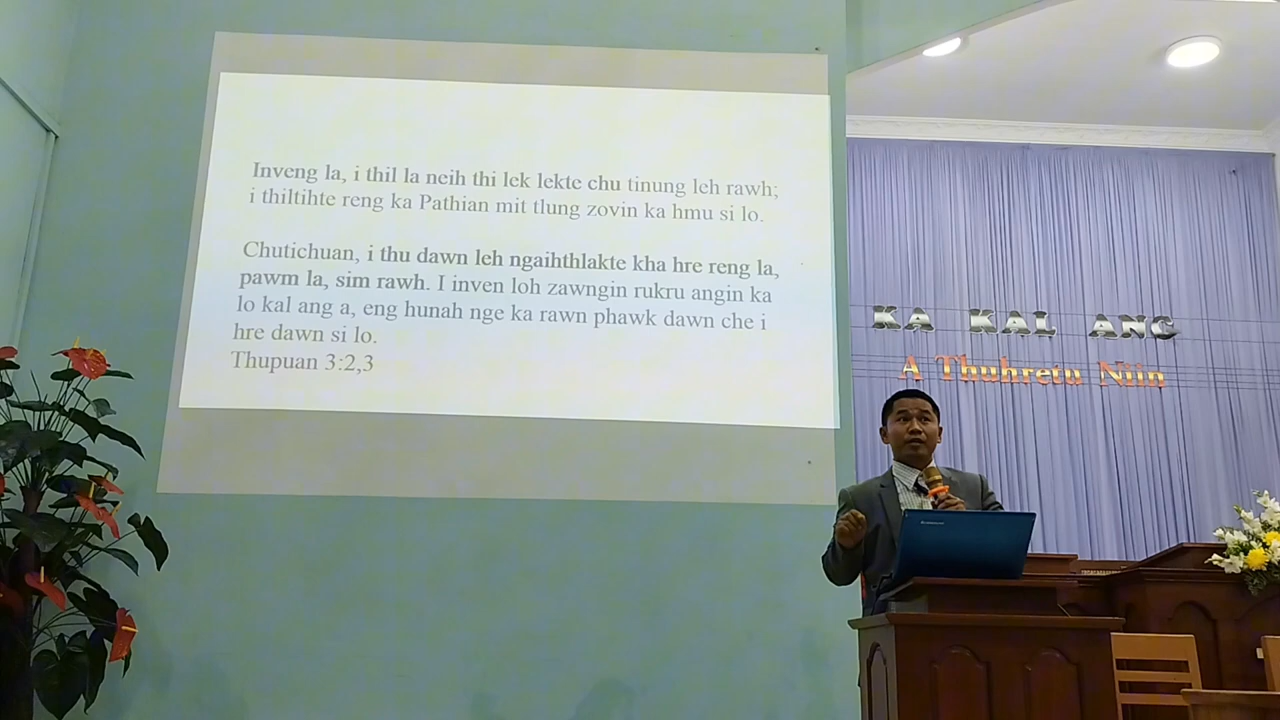 Inveng la, i thil la neih thi lek lekte chu tinung leh rawh;
i thiltihte reng ka Pathian mit tlung zovin ka hmu si lo.
Chutichuan, i thu dawn leh ngaihthlakte kha hre reng la,
pawm la, sim rawh. I inven loh zawngin rukru angin ka
lo kal ang a, eng hunah nge ka rawn phawk dawn che i
hre dawn si lo.
Thupuan 3:2,3
KA KAL ANG
A Thuhretu Niin
lenovo